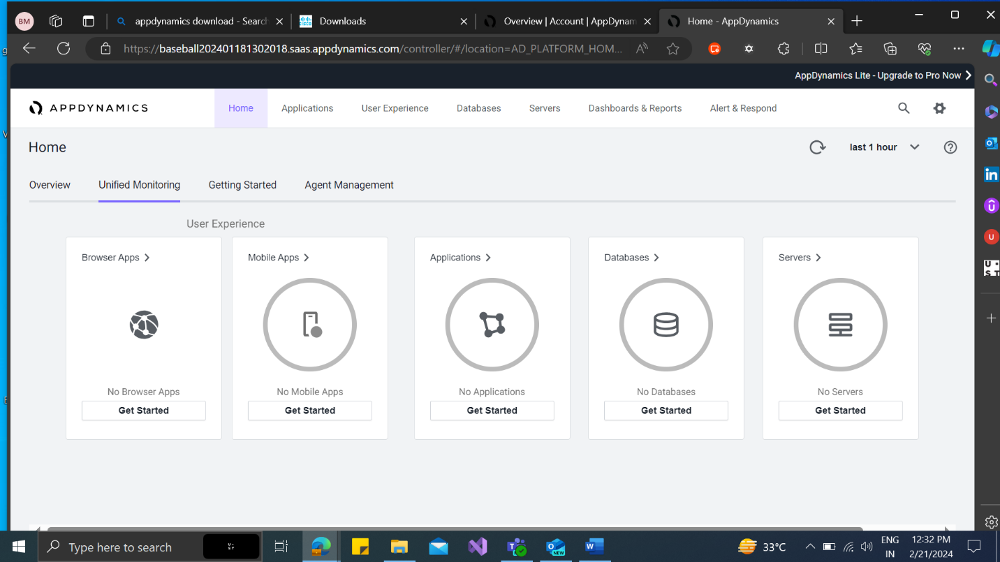 BM
appdynamics download - Search
CISCO
Downloads
Overview | Account | AppDynam
Home - AppDynamics
https://baseball202401181302018.saas.appdynamics.com/controller/#/location=AD_PLATFORM_HOM...
AppDynamics Lite - Upgrade to Pro Now
APPDYNAMICS
Home
Applications
User Experience
Databases
Servers
Dashboards & Reports
Alert & Respond
Home
last 1 hour
Overview
Unified Monitoring
Getting Started
Agent Management
User Experience
Browser Apps
Mobile Apps
Applications
Databases
Servers
No Browser Apps
No Mobile Apps
No Applications
No Databases
No Servers
Get Started
Get Started
Get Started
Get Started
Get Started
Type here to search
NEW
33°C
ENG
IN
12:32 PM
2/21/2024